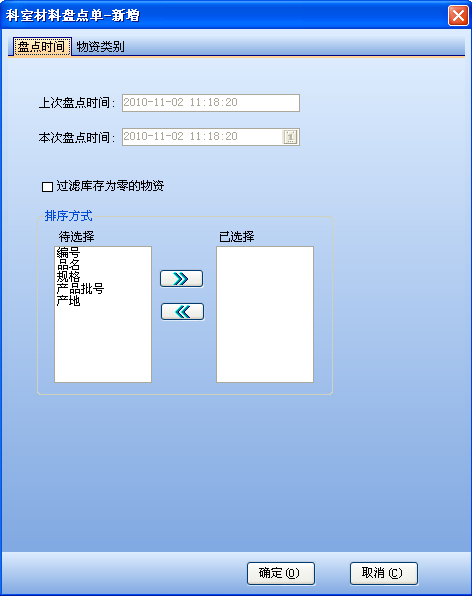 科室材料盘点单-新增
盘点时间 物资类别
上次盘点时间: 2010-11-02 11:18:20
本次盘点时间: 2010-11-02 11:18:20
过滤库存为零的物资
排序方式
待选择 已选择
编号
品名
规格
产品批号
产地
确定(O) 取消(C)